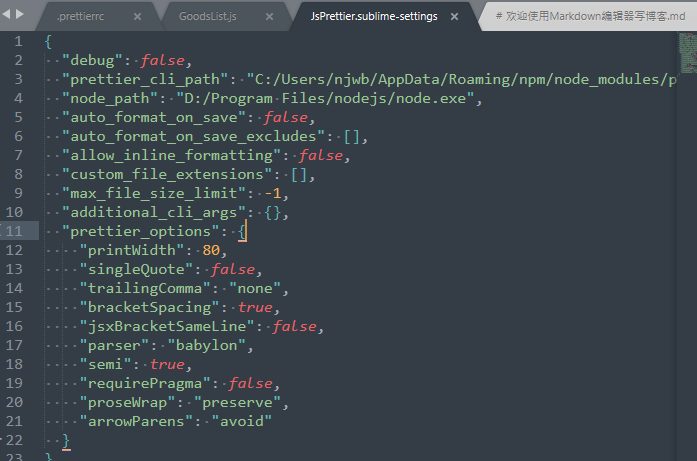 .prettierrc
GoodsList.js
JsPrettier.sublime-settings
# 欢迎使用Markdown编辑器写博客.md
1 {
2 "debug": false,
3 "prettier_cli_path": "C:/Users/njwb/AppData/Roaming/npm/node_modules/p
4 "node_path": "D:/Program Files/nodejs/node.exe",
5 "auto_format_on_save": false,
6 "auto_format_on_save_excludes": [],
7 "allow_inline_formatting": false,
8 "custom_file_extensions": [],
9 "max_file_size_limit": -1,
10 "additional_cli_args": {},
11 "prettier_options": {
12 "printWidth": 80,
13 "singleQuote": false,
14 "trailingComma": "none",
15 "bracketSpacing": true,
16 "jsxBracketSameLine": false,
17 "parser": "babylon",
18 "semi": true,
19 "requirePragma": false,
20 "proseWrap": "preserve",
21 "arrowParens": "avoid"
22 }
23 }